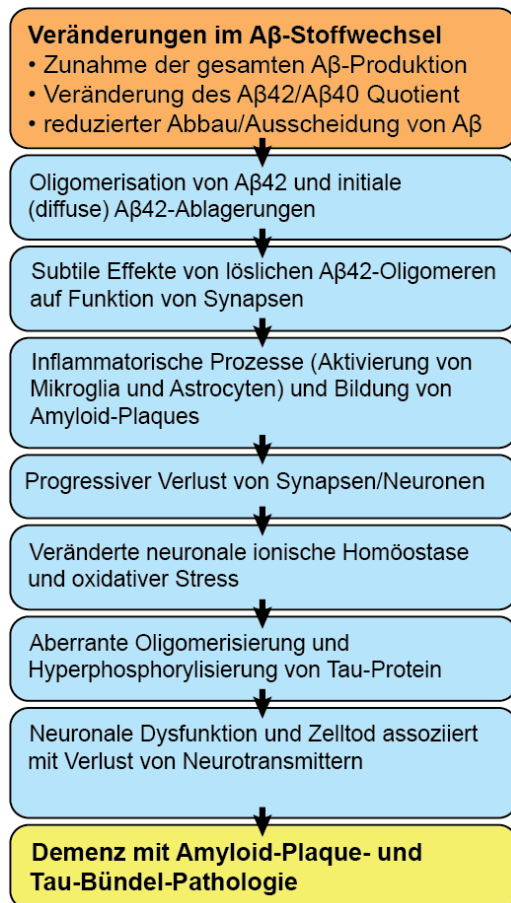 Veränderungen im Aβ-Stoffwechsel
• Zunahme der gesamten Aβ-Produktion
• Veränderung des Aβ42/Aβ40 Quotient
• reduzierter Abbau/Ausscheidung von Aβ
Oligomerisation von Aβ42 und initiale
(diffuse) Aβ42-Ablagerungen
Subtile Effekte von löslichen Aβ42-Oligomeren
auf Funktion von Synapsen
Inflammatorische Prozesse (Aktivierung von
Mikroglia und Astrocyten) und Bildung von
Amyloid-Plaques
Progressiver Verlust von Synapsen/Neuronen
Veränderte neuronale ionische Homöostase
und oxidativer Stress
Aberrante Oligomerisierung und
Hyperphosphorylisierung von Tau-Protein
Neuronale Dysfunktion und Zelltod assoziiert
mit Verlust von Neurotransmittern
Demenz mit Amyloid-Plaque- und
Tau-Bündel-Pathologie